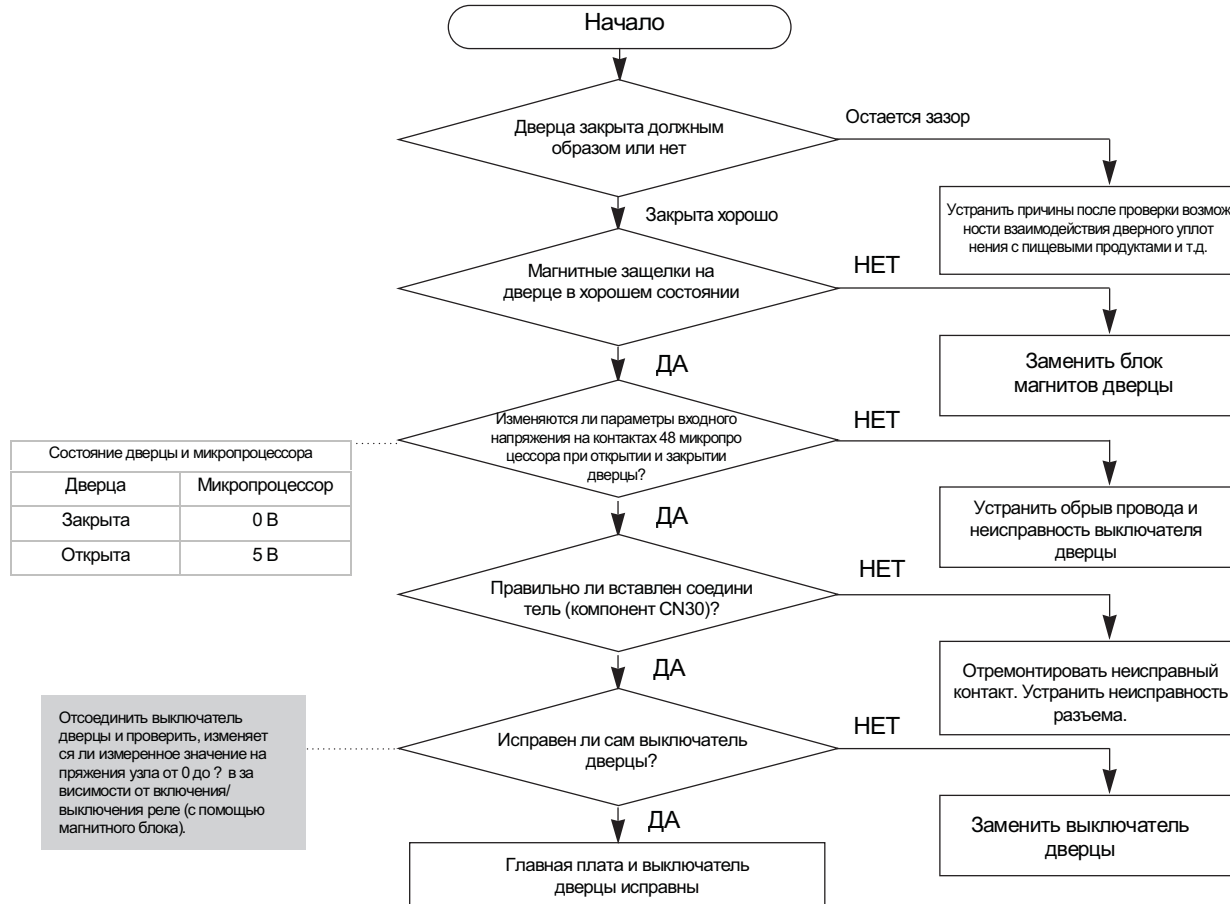 Начало
Дверца закрыта должным
образом или нет
Остается зазор
Устранить причины после проверки возмож
ности взаимодействия дверного уплот
нения с пищевыми продуктами и т.д.
Закрыта хорошо
Магнитные защелки на
дверце в хорошем состоянии
НЕТ
Заменить блок
магнитов дверцы
ДА
Изменяются ли параметры входного
напряжения на контактах 48 микропро
цессора при открытии и закрытии
дверцы?
НЕТ
Состояние дверцы и микропроцессора
Дверца Микропроцессор
Закрыта 0 В
Открыта 5 В
Устранить обрыв провода и
неисправность выключателя
дверцы
ДА
Правильно ли вставлен соедини
тель (компонент CN30)?
НЕТ
Отремонтировать неисправный
контакт. Устранить неисправность
разъема.
ДА
Отсоединить выключатель
дверцы и проверить, изменяет
ся ли измеренное значение на
пряжения узла от 0 до ? в за
висимости от включения/
выключения реле (с помощью
магнитного блока).
Исправен ли сам выключатель
дверцы?
НЕТ
Заменить выключатель
дверцы
ДА
Главная плата и выключатель
дверцы исправны